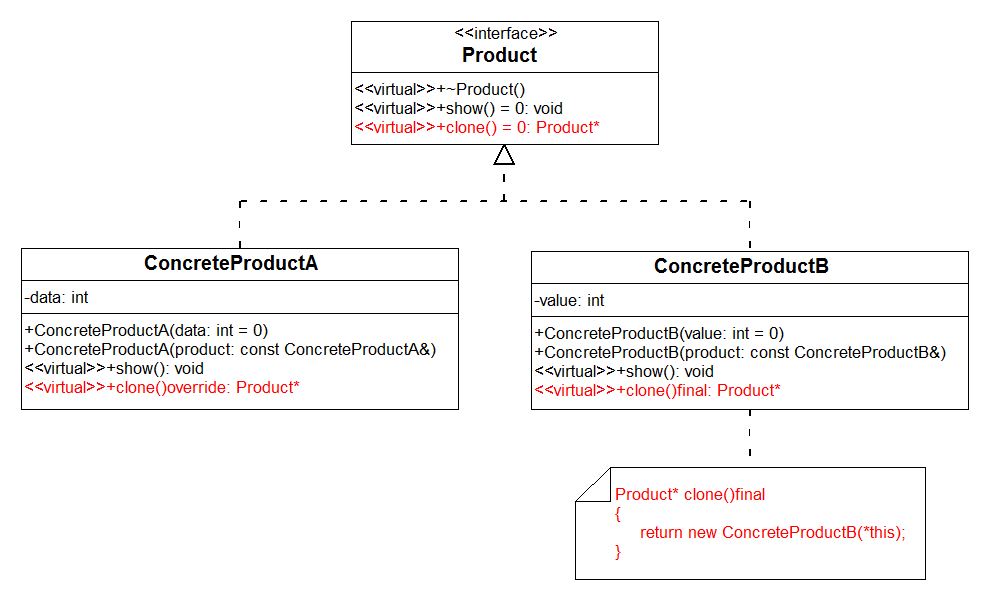 <<interface>>
Product
<<virtual>>+~Product()
<<virtual>>+show() = 0: void
<<virtual>>+clone() = 0: Product*
ConcreteProductA
-data: int
+ConcreteProductA(data: int = 0)
+ConcreteProductA(product: const ConcreteProductA&)
<<virtual>>+show(): void
<<virtual>>+clone()override: Product*
ConcreteProductB
-value: int
+ConcreteProductB(value: int = 0)
+ConcreteProductB(product: const ConcreteProductB&)
<<virtual>>+show(): void
<<virtual>>+clone()final: Product*
Product* clone()final
{
return new ConcreteProductB(*this);
}